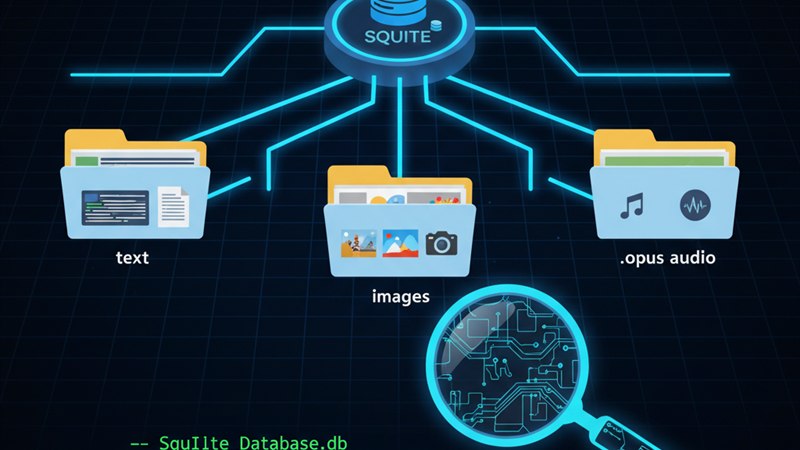 SQUITE
text
.opus audio
images
-- SquIlte Database.db